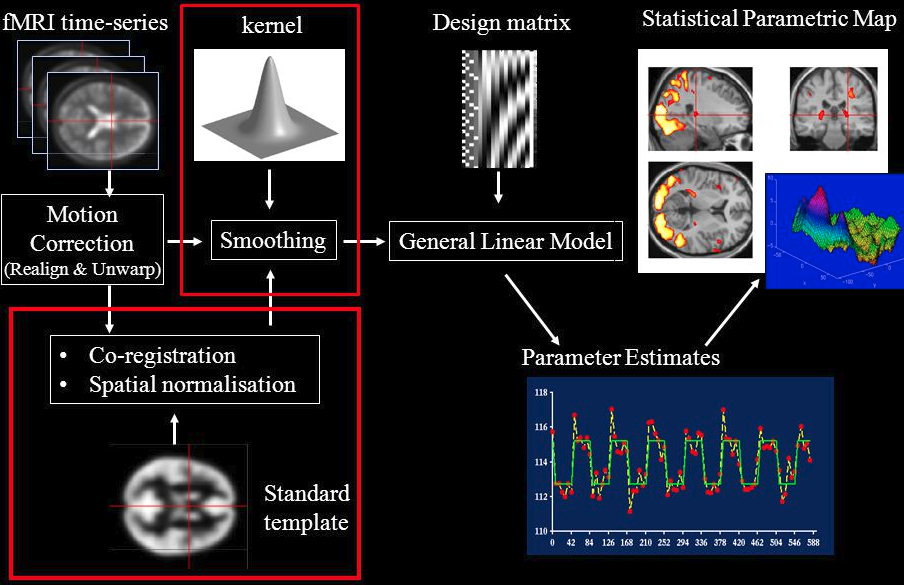 fMRI time-series
kernel
Design matrix
Statistical Parametric Map
Motion
Correction
(Realign & Unwarp)
Smoothing
General Linear Model
• Co-registration
• Spatial normalisation
Standard
template
Parameter Estimates
118
116
114
112
110
0 42 84 126 168 210 252 294 336 378 420 462 504 546 588